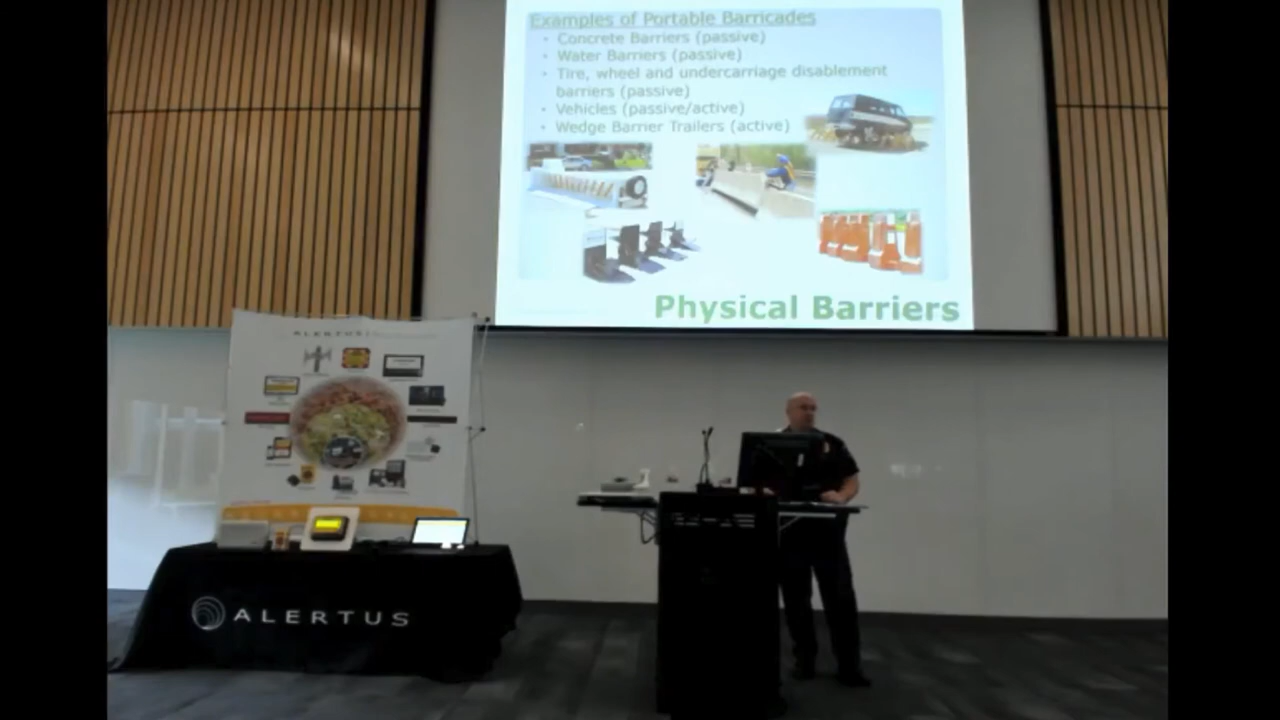 Examples of Portable Barricades
• Concrete Barriers (passive)
• Water Barriers (passive)
• Tire, wheel and undercarriage disablement
barriers (passive)
• Vehicles (passive/active)
• Wedge Barrier Trailers (active)
Physical Barriers
ALERTUS
ALERTUS